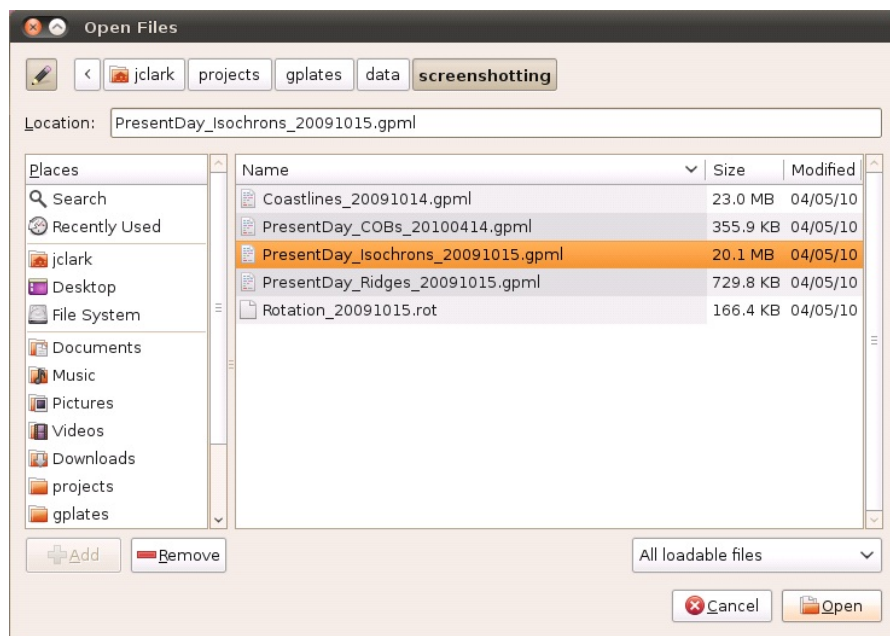 Open Files
< jclark projects gplates data screenshotting
Location: PresentDay_Isochrons_20091015.gpml
Places
Search
Recently Used
jclark
Desktop
File System
Documents
Music
Pictures
Videos
Downloads
projects
gplates
Name Size Modified
Coastlines_20091014.gpml 23.0 MB 04/05/10
PresentDay_COBs_20100414.gpml 355.9 KB 04/05/10
PresentDay_Isochrons_20091015.gpml 20.1 MB 04/05/10
PresentDay_Ridges_20091015.gpml 729.8 KB 04/05/10
Rotation_20091015.rot 166.4 KB 04/05/10
Add Remove
All loadable files
Cancel Open